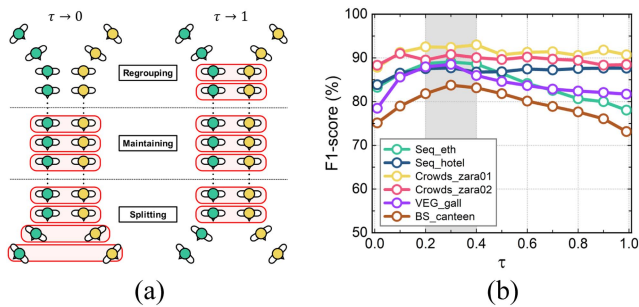 τ → 0
τ → 1
Regrouping
Maintaining
Splitting
(a)
100
90
80
70
60
50
F1-score (%)
Seq_eth
Seq_hotel
Crowds_zara01
Crowds_zara02
VEG_gall
BS_canteen
0.0 0.2 0.4 0.6 0.8 1.0
τ
(b)